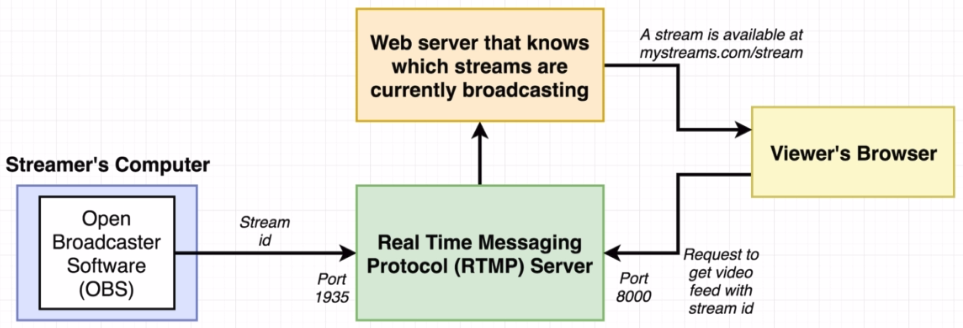 Web server that knows
which streams are
currently broadcasting
A stream is available at
mystreams.com/stream
Viewer's Browser
Streamer's Computer
Open
Broadcaster
Software
(OBS)
Stream
id
Port
1935
Real Time Messaging
Protocol (RTMP) Server
Port
8000
Request to
get video
feed with
stream id